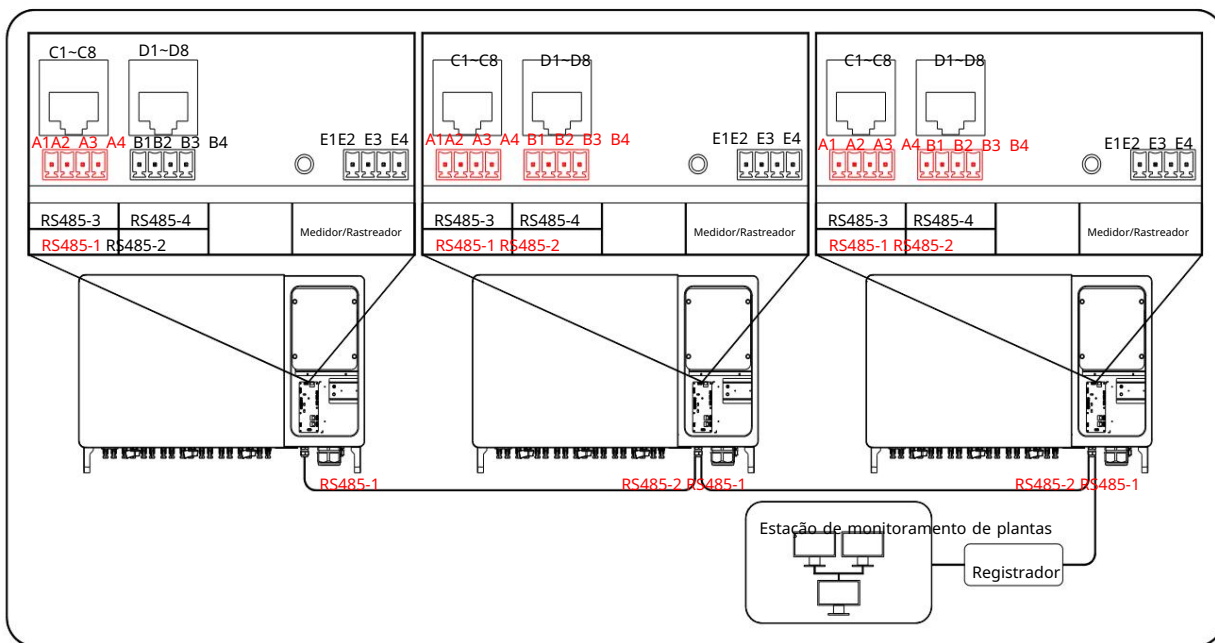 C1~C8 D1~D8
A1A2 A3 A4 B1B2 B3 B4 E1E2 E3 E4
RS485-3 RS485-4
RS485-1 RS485-2 Medidor/Rastreador
C1~C8 D1~D8
A1A2 A3 A4 B1 B2 B3 B4 E1E2 E3 E4
RS485-3 RS485-4
RS485-1 RS485-2 Medidor/Rastreador
C1~C8 D1~D8
A1 A2 A3 A4 B1 B2 B3 B4 E1E2 E3 E4
RS485-3 RS485-4
RS485-1 RS485-2 Medidor/Rastreador
RS485-1 RS485-2 RS485-1 RS485-2 RS485-1
Estação de monitoramento de plantas
Registrador